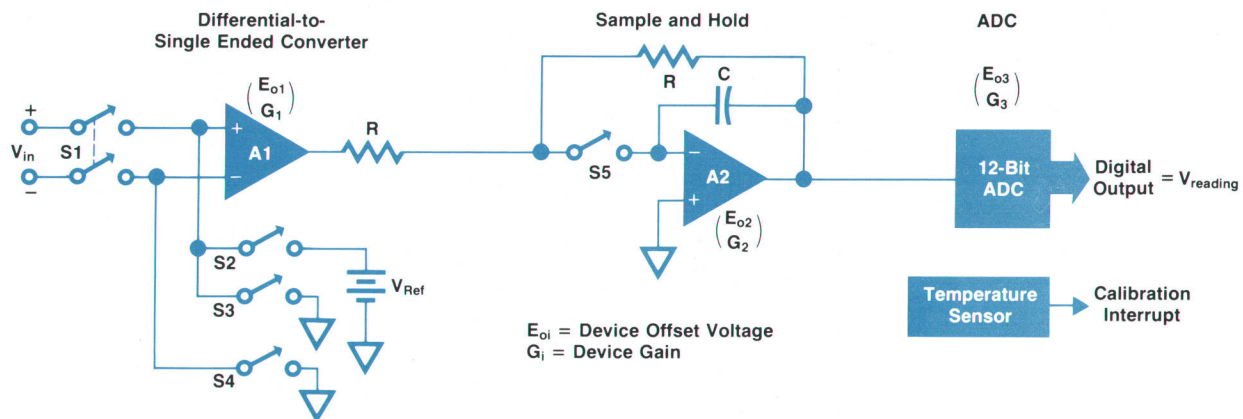 Differential-to-
Single Ended Converter
Sample and Hold
ADC
(Eo1
G1)
R
C
(Eo3
G3)
+
Vin
−
S1
+
A1
−
R
S5
−
A2
+
(Eo2
G2)
12-Bit
ADC
Digital
Output = Vreading
S2
VRef
S3
S4
Temperature
Sensor
Calibration
Interrupt
Eoi = Device Offset Voltage
Gi = Device Gain